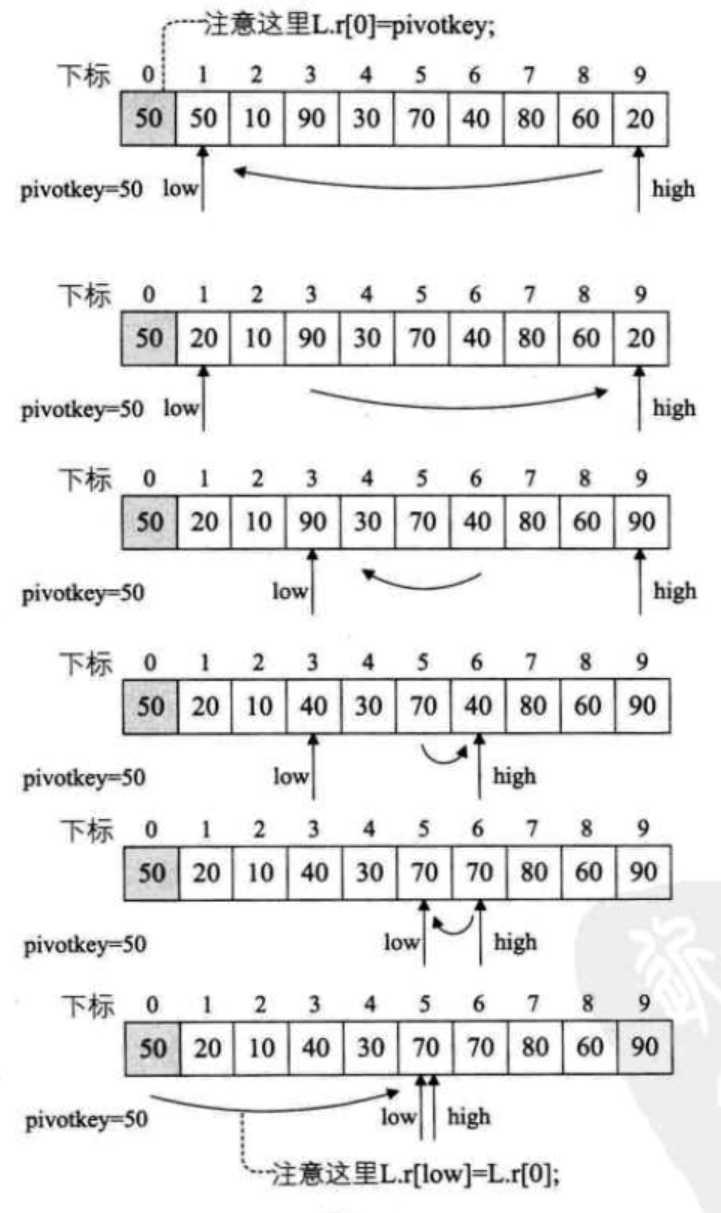 注意这里L.r[0]=pivotkey;
下标 0 1 2 3 4 5 6 7 8 9
50 50 10 90 30 70 40 80 60 20
pivotkey=50 low high
下标 0 1 2 3 4 5 6 7 8 9
50 20 10 90 30 70 40 80 60 20
pivotkey=50 low high
下标 0 1 2 3 4 5 6 7 8 9
50 20 10 90 30 70 40 80 60 90
pivotkey=50 low high
下标 0 1 2 3 4 5 6 7 8 9
50 20 10 40 30 70 40 80 60 90
pivotkey=50 low high
下标 0 1 2 3 4 5 6 7 8 9
50 20 10 40 30 70 70 80 60 90
pivotkey=50 low high
下标 0 1 2 3 4 5 6 7 8 9
50 20 10 40 30 70 70 80 60 90
pivotkey=50 low high
注意这里L.r[low]=L.r[0];